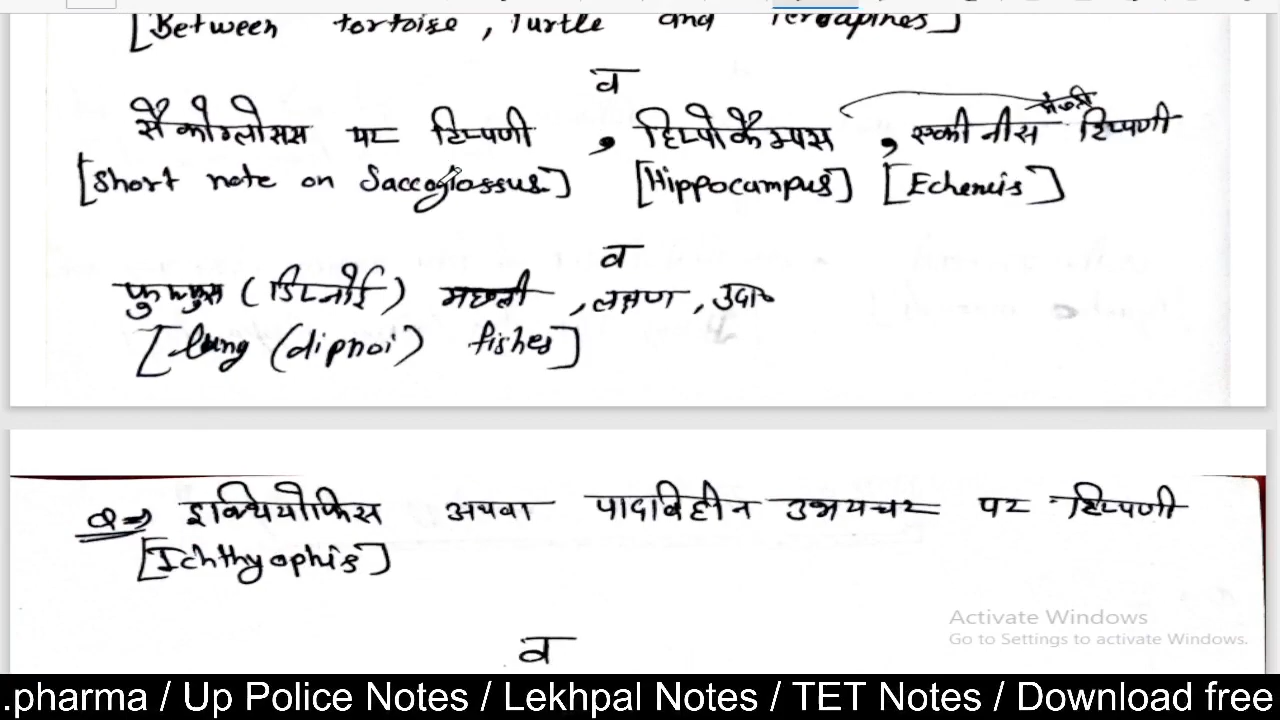 [Between tortoise, Turtle and Terrapines]
व
सैकोग्लोसस पर टिप्पणी , हिप्पोकैम्पस , इकीनीस टिप्पणी
[Short note on Saccoglossus] [Hippocampus] [Echeneis]
व
फुफ्फुस (डिप्नोई) मछली , लक्षण , उदा०
[lung (dipnoi) fishes]
Q⇒ इक्थियोफिस अथवा पादविहीन उभयचर पर टिप्पणी
[Ichthyophis]
Activate Windows
Go to Settings to activate Windows.
व
.pharma / Up Police Notes / Lekhpal Notes / TET Notes / Download free